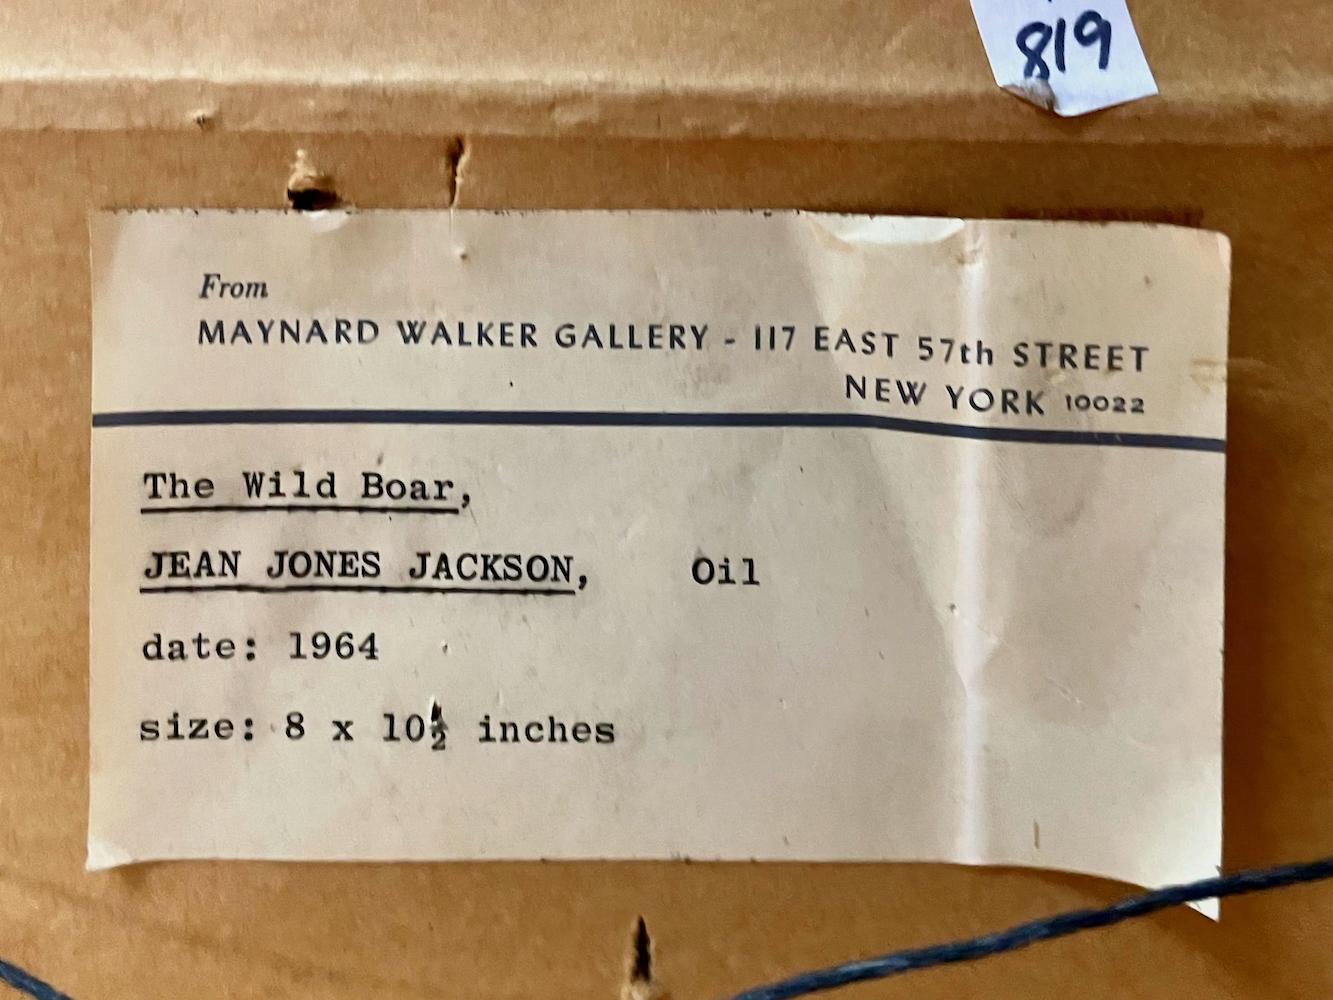 819
From
MAYNARD WALKER GALLERY - 117 EAST 57th STREET
NEW YORK 10022
The Wild Boar,
JEAN JONES JACKSON, Oil
date: 1964
size: 8 x 10½ inches